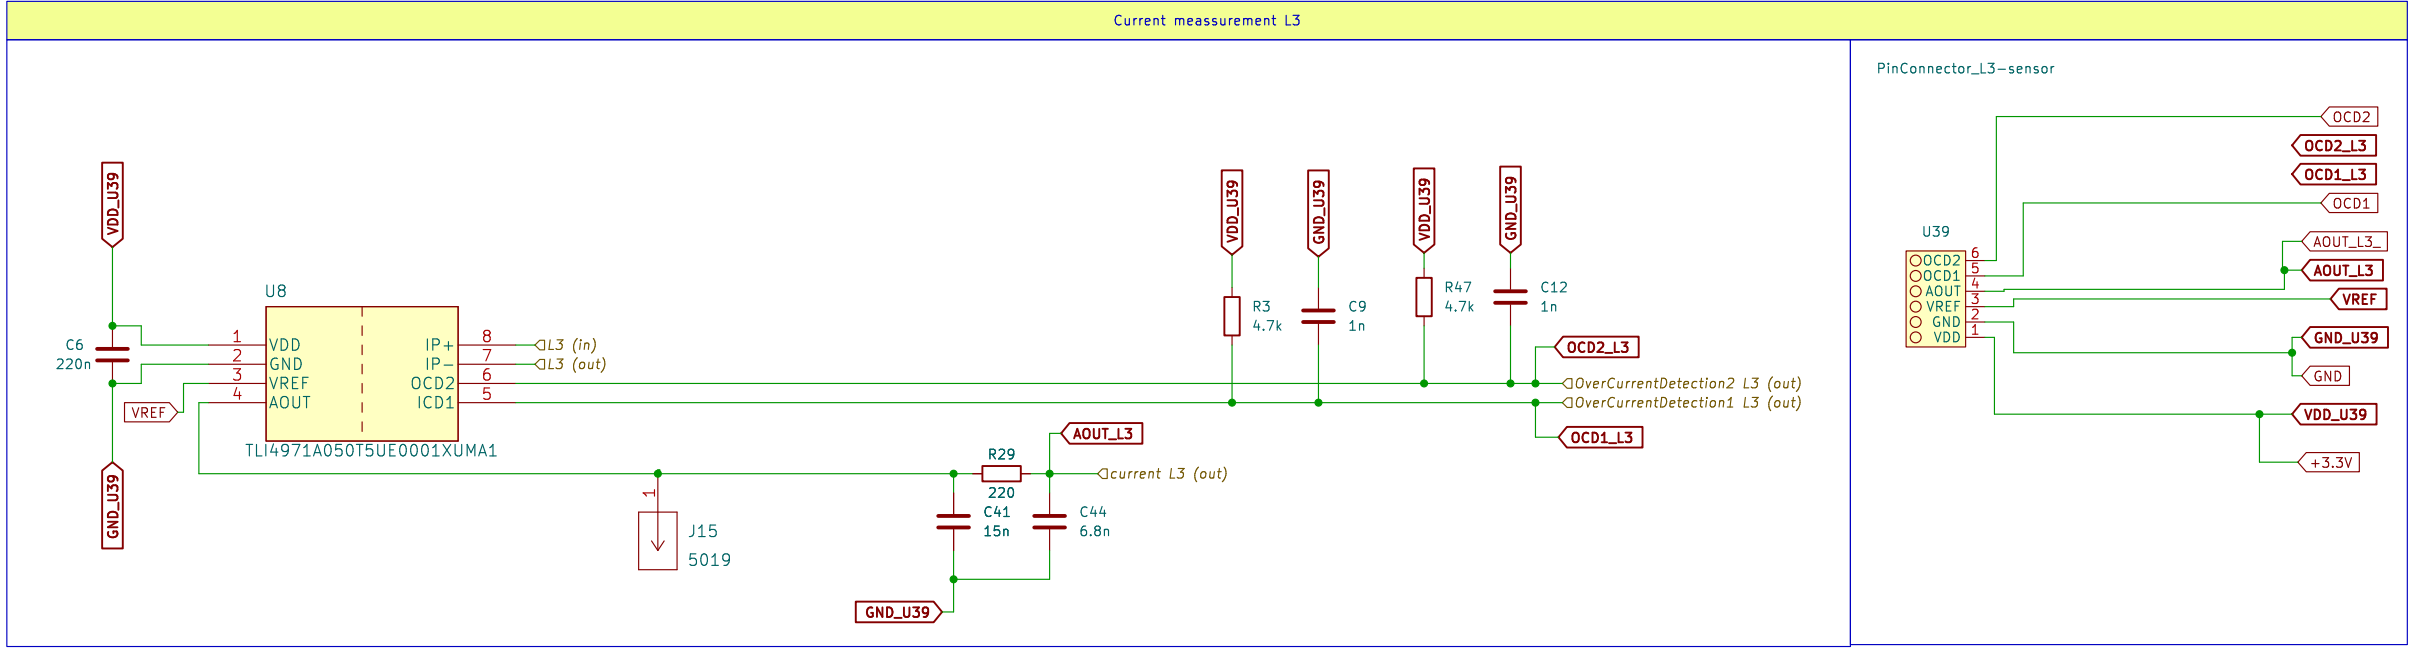 Current meassurement L3
PinConnector_L3-sensor
OCD2
OCD2_L3
OCD1_L3
OCD1
AOUT_L3_
AOUT_L3
VREF
GND_U39
GND
VDD_U39
+3.3V
U39
OCD2 6
OCD1 5
AOUT 4
VREF 3
GND 2
VDD 1
VDD_U39
C6
220n
GND_U39
VREF
U8
1 VDD
2 GND
3 VREF
4 AOUT
IP+ 8
IP- 7
OCD2 6
ICD1 5
TLI4971A050T5UE0001XUMA1
L3 (in)
L3 (out)
1
J15
5019
VDD_U39
R3
4.7k
GND_U39
C9
1n
VDD_U39
R47
4.7k
GND_U39
C12
1n
OCD2_L3
OverCurrentDetection2 L3 (out)
OverCurrentDetection1 L3 (out)
OCD1_L3
AOUT_L3
R29
220
current L3 (out)
C41
15n
C44
6.8n
GND_U39